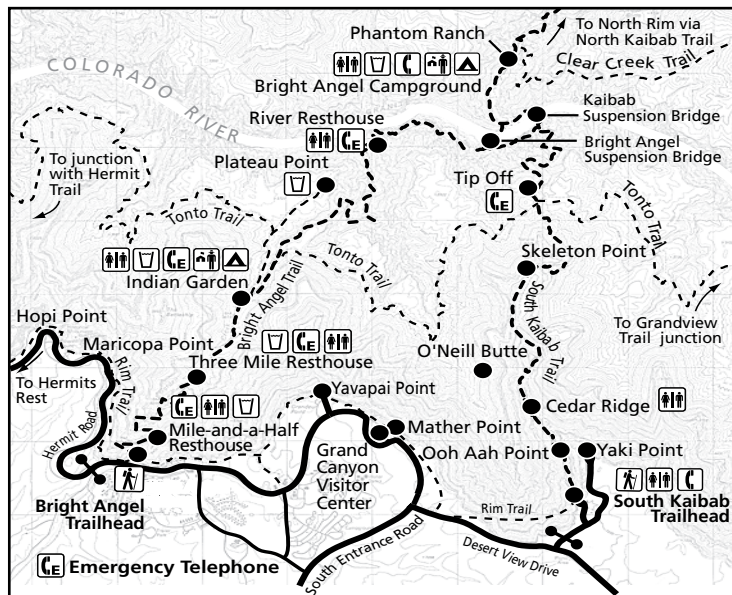 Phantom Ranch
To North Rim via
North Kaibab Trail
Clear Creek Trail
COLORADO RIVER
Bright Angel Campground
Kaibab
Suspension Bridge
River Resthouse
E
Bright Angel
Suspension Bridge
To junction
with Hermit
Trail
Plateau Point
Tip Off
E
Tonto Trail
Tonto Trail
Tonto Trail
E
Indian Garden
Skeleton Point
Bright Angel Trail
South Kaibab Trail
Hopi Point
Maricopa Point
E
Three Mile Resthouse
To Grandview
Trail junction
O'Neill Butte
To Hermits
Rest
Rim Trail
Yavapai Point
E
Cedar Ridge
Mile-and-a-Half
Resthouse
Mather Point
Hermit Road
Ooh Aah Point
Yaki Point
Grand
Canyon
Visitor
Center
Bright Angel
Trailhead
South Kaibab
Trailhead
Rim Trail
South Entrance Road
Desert View Drive
E Emergency Telephone